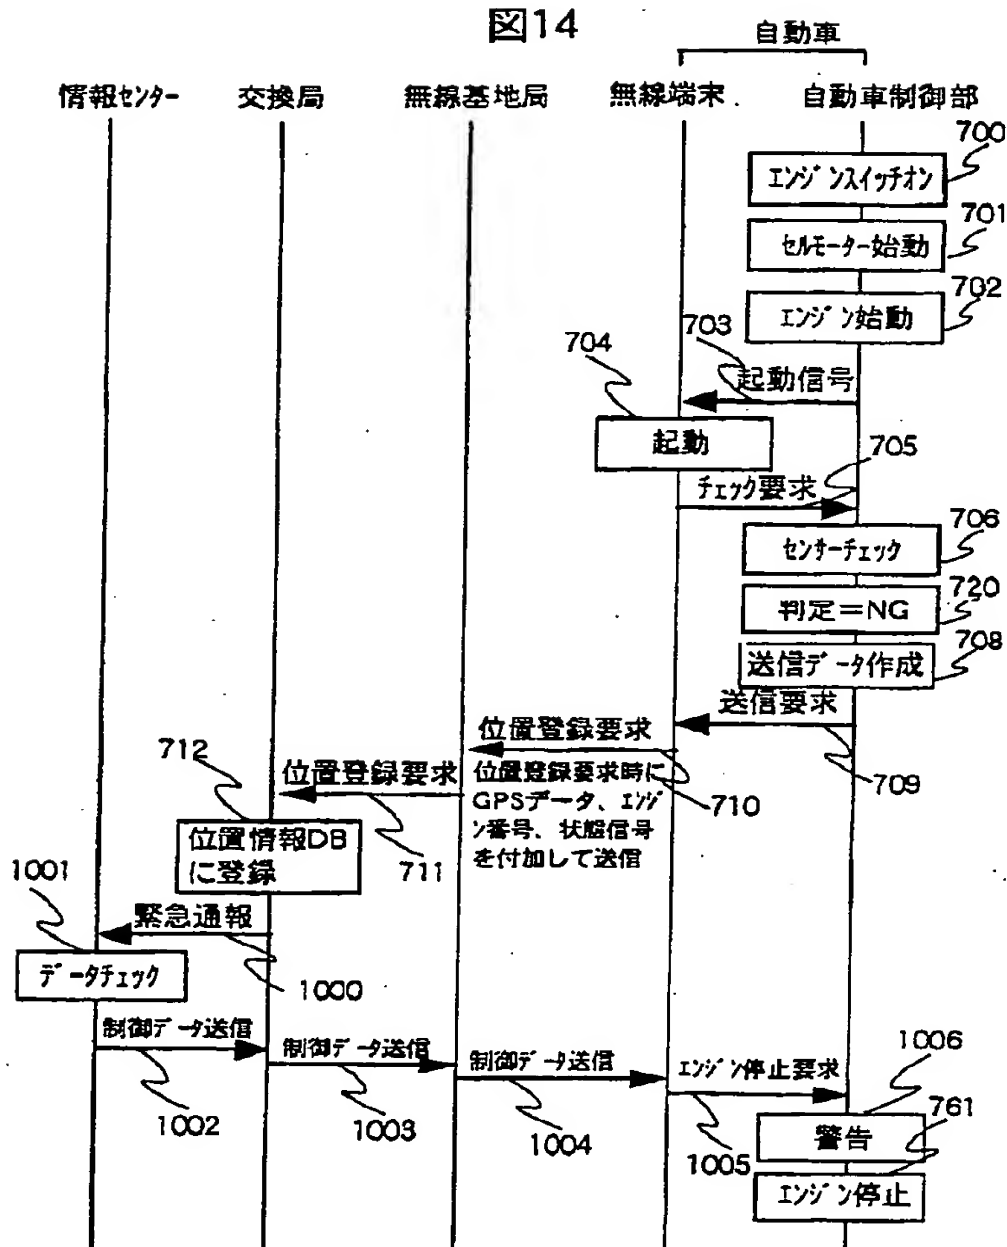 図14
自動車
情報センター 交換局 無線基地局 無線端末 自動車制御部
700
エンジンスイッチオン
701
セルモーター始動
702
エンジン始動
703
704
起動信号
起動
705
チェック要求
706
センサーチェック
720
判定=NG
708
送信データ作成
送信要求
709
位置登録要求
710
位置登録要求時に
GPSデータ、エンジ
ン番号、状態信号
を付加して送信
712
位置登録要求
711
位置情報DB
に登録
1001
緊急通報
1000
データチェック
制御データ送信
1002
制御データ送信
1003
制御データ送信
1004
エンジン停止要求
1005
1006
警告
761
エンジン停止